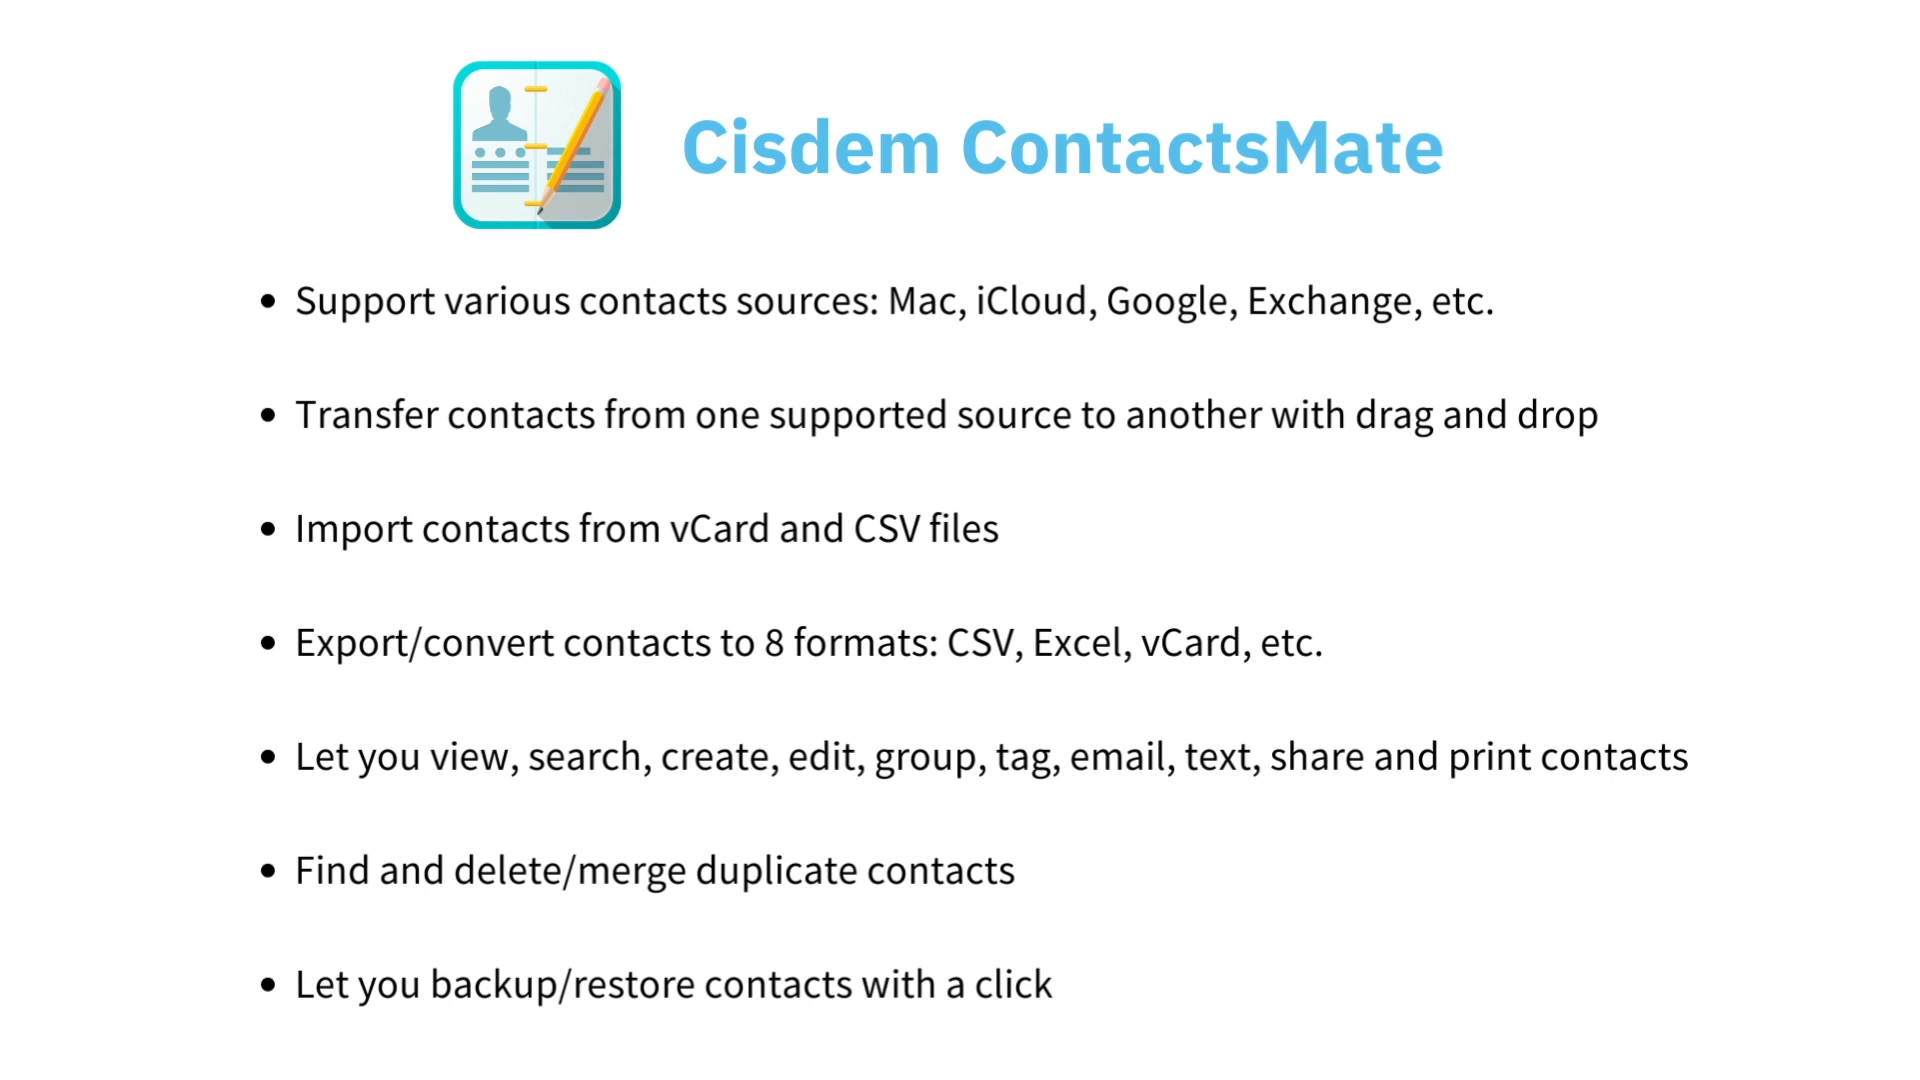 Cisdem ContactsMate
• Support various contacts sources: Mac, iCloud, Google, Exchange, etc.
• Transfer contacts from one supported source to another with drag and drop
• Import contacts from vCard and CSV files
• Export/convert contacts to 8 formats: CSV, Excel, vCard, etc.
• Let you view, search, create, edit, group, tag, email, text, share and print contacts
• Find and delete/merge duplicate contacts
• Let you backup/restore contacts with a click